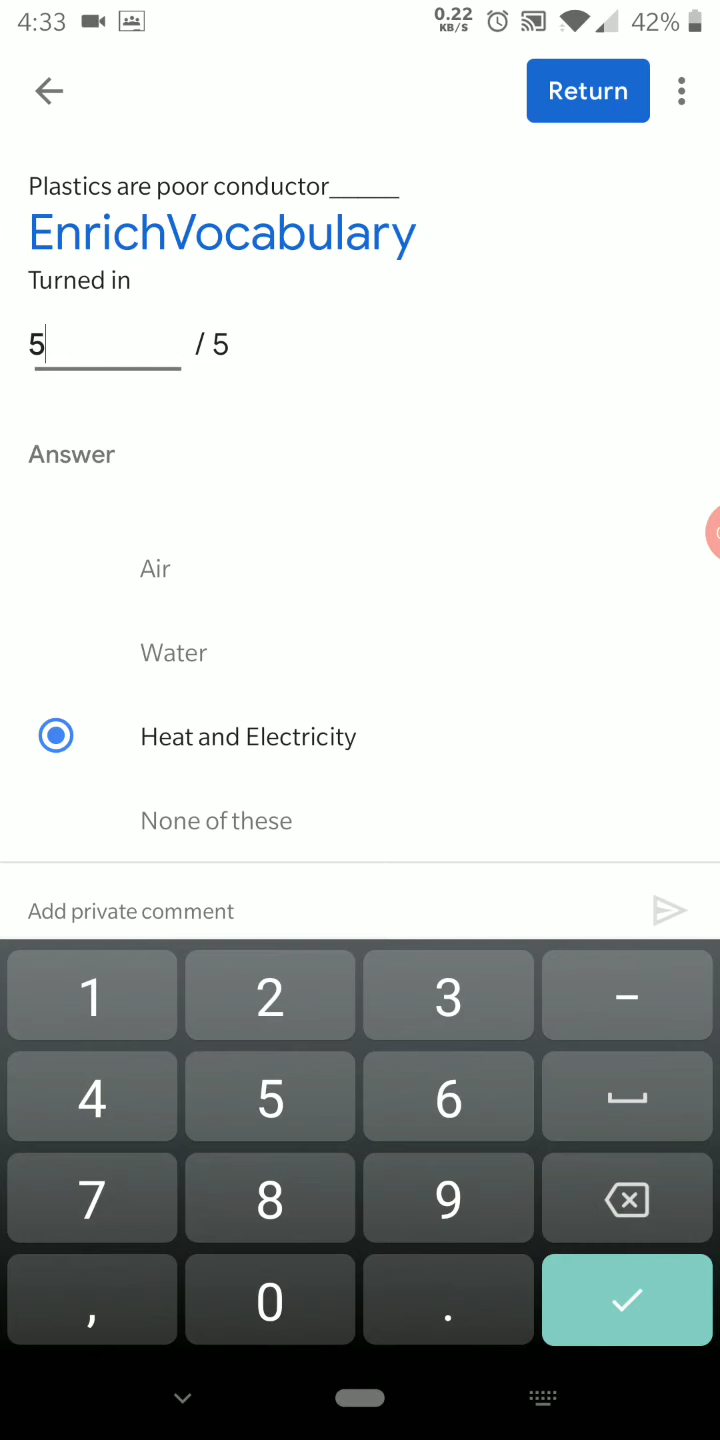 4:33 0.22 KB/S 42%
Return
Plastics are poor conductor______
EnrichVocabulary
Turned in
5 / 5
Answer
Air
Water
Heat and Electricity
None of these
Add private comment
1 2 3 -
4 5 6
7 8 9
, 0 .